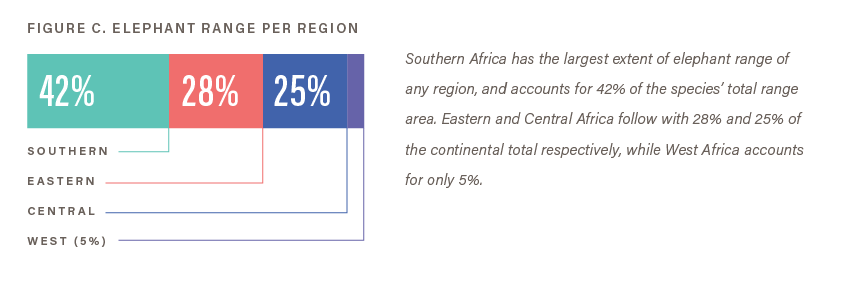 FIGURE C. ELEPHANT RANGE PER REGION
42% 28% 25%
SOUTHERN
EASTERN
CENTRAL
WEST (5%)
Southern Africa has the largest extent of elephant range of
any region, and accounts for 42% of the species’ total range
area. Eastern and Central Africa follow with 28% and 25% of
the continental total respectively, while West Africa accounts
for only 5%.